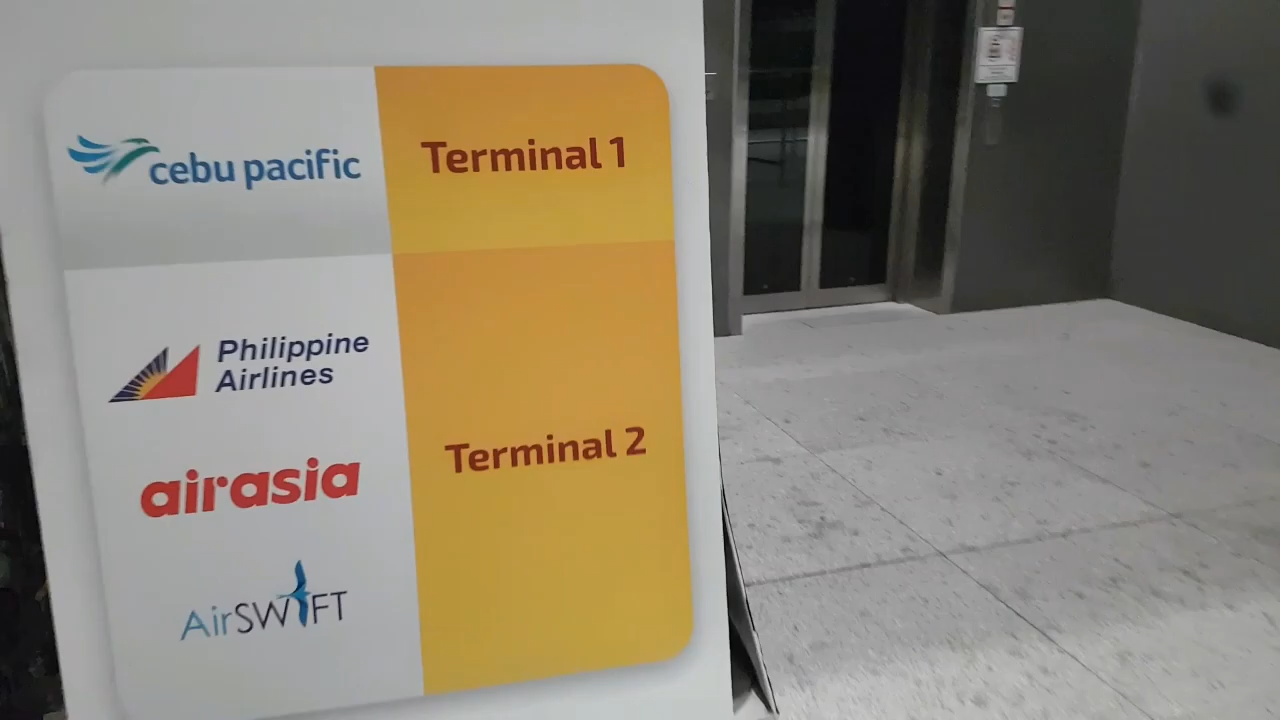 cebu pacific
Terminal 1
Philippine
Airlines
airasia
AirSWIFT
Terminal 2